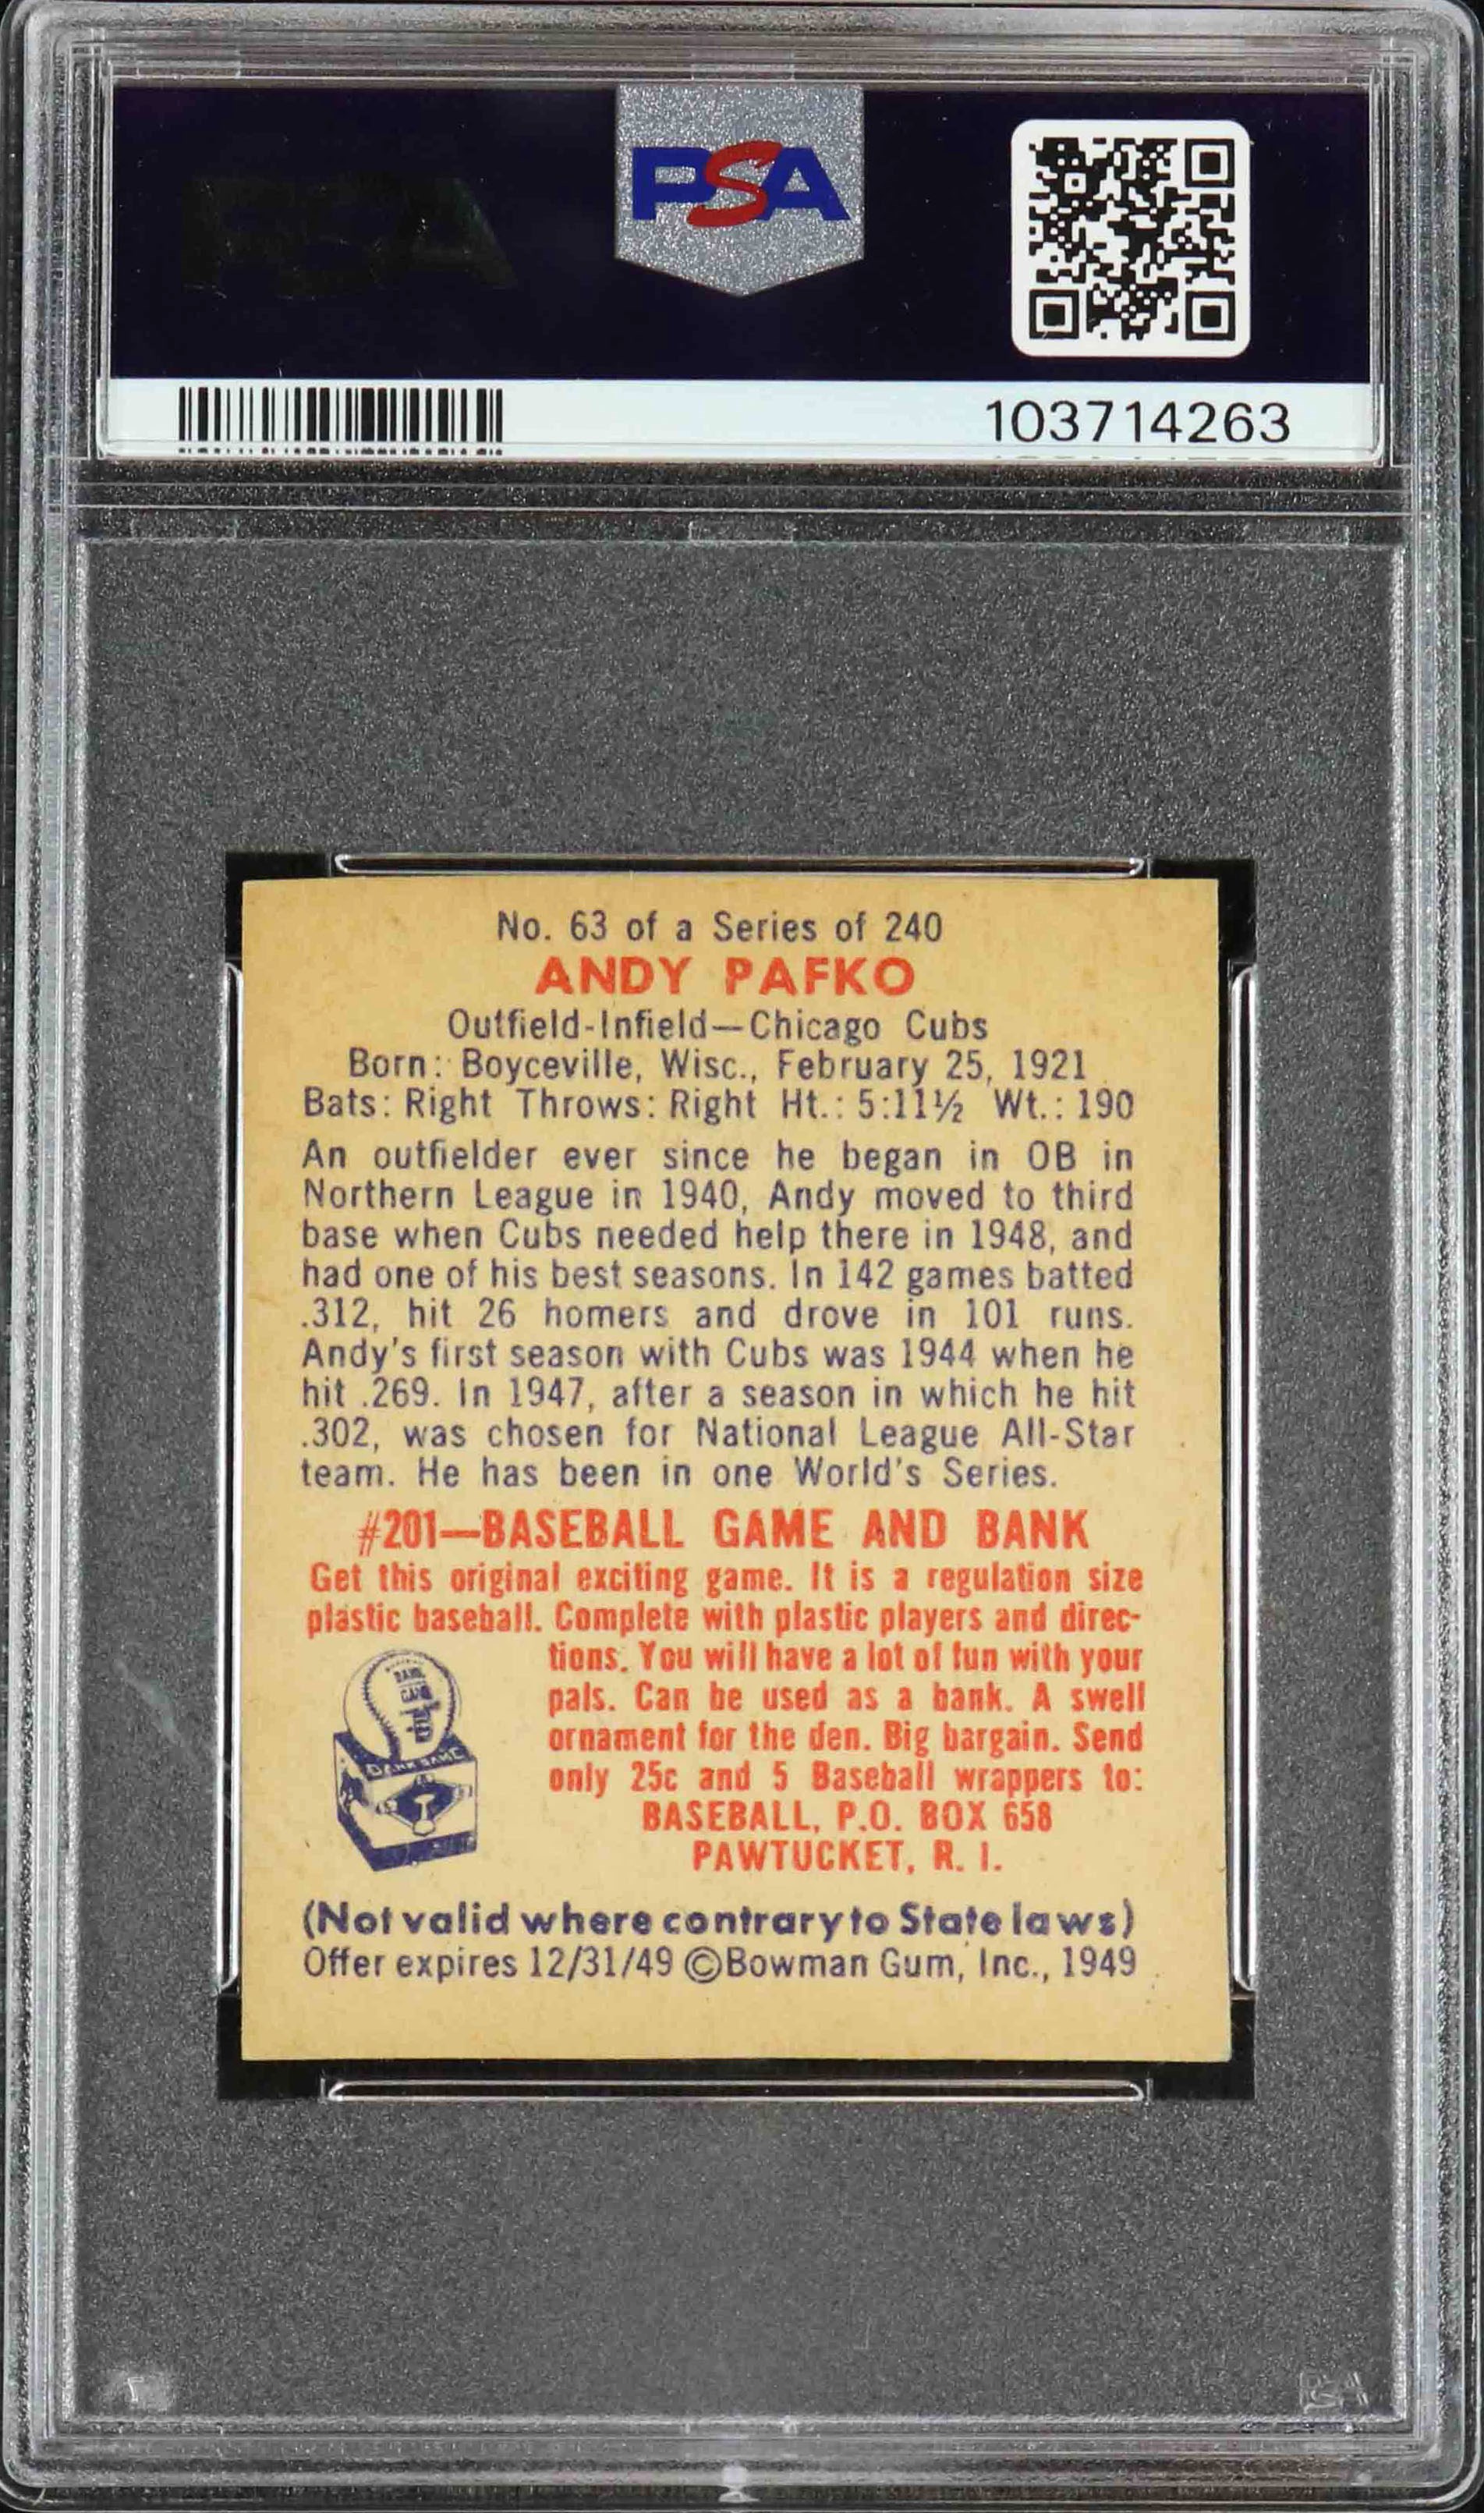 PSA
103714263
No. 63 of a Series of 240
ANDY PAFKO
Outfield-Infield—Chicago Cubs
Born: Boyceville, Wisc., February 25, 1921
Bats: Right Throws: Right Ht.: 5:11½ Wt.: 190
An outfielder ever since he began in OB in
Northern League in 1940, Andy moved to third
base when Cubs needed help there in 1948, and
had one of his best seasons. In 142 games batted
.312, hit 26 homers and drove in 101 runs.
Andy's first season with Cubs was 1944 when he
hit .269. In 1947, after a season in which he hit
.302, was chosen for National League All-Star
team. He has been in one World's Series.
#201—BASEBALL GAME AND BANK
Get this original exciting game. It is a regulation size
plastic baseball. Complete with plastic players and direc-
tions. You will have a lot of fun with your
pals. Can be used as a bank. A swell
ornament for the den. Big bargain. Send
only 25c and 5 Baseball wrappers to:
BASEBALL, P.O. BOX 658
PAWTUCKET, R. I.
(Not valid where contrary to State laws)
Offer expires 12/31/49 ©Bowman Gum, Inc., 1949
PSA